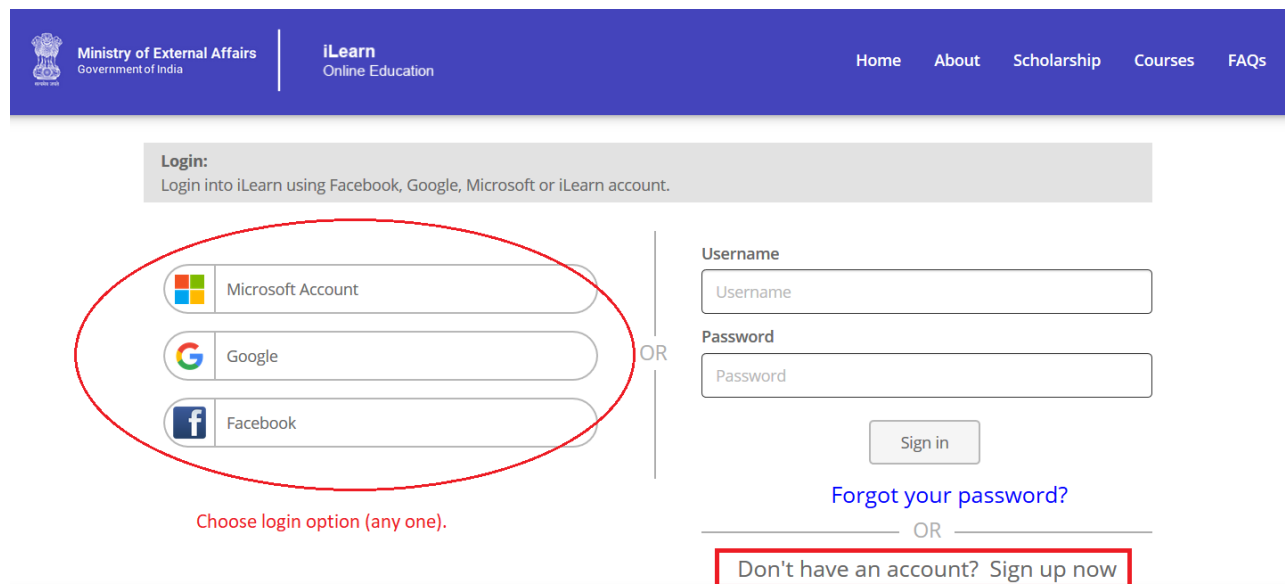 Ministry of External Affairs
Government of India
iLearn
Online Education
Home About Scholarship Courses FAQs
Login:
Login into iLearn using Facebook, Google, Microsoft or iLearn account.
Microsoft Account
Google
Facebook
Choose login option (any one).
OR
Username
Username
Password
Password
Sign in
Forgot your password?
OR
Don't have an account? Sign up now